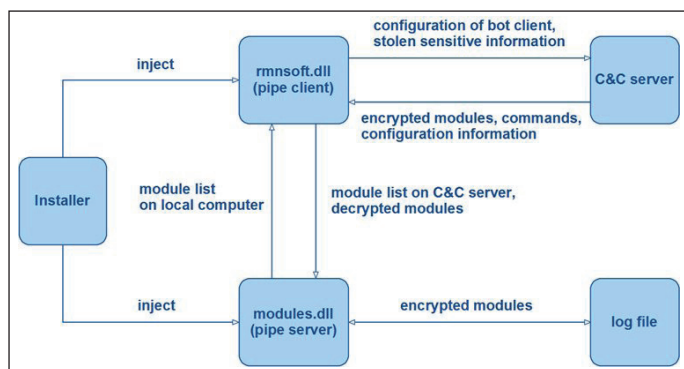 configuration of bot client,
stolen sensitive information
inject
rmnsoft.dll
(pipe client)
C&C server
encrypted modules, commands,
configuration information
Installer
module list
on local computer
module list on C&C server,
decrypted modules
inject
modules.dll
(pipe server)
encrypted modules
log file